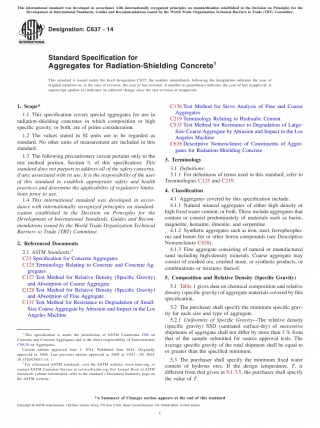 This international standard was developed in accordance with internationally recognized principles on standardization established in the Decision on Principles for the
Development of International Standards, Guides and Recommendations issued by the World Trade Organization Technical Barriers to Trade (TBT) Committee.
Designation: C637 − 14
Standard Specification for
Aggregates for Radiation-Shielding Concrete1
This standard is issued under the fixed designation C637; the number immediately following the designation indicates the year of
original adoption or, in the case of revision, the year of last revision. A number in parentheses indicates the year of last reapproval. A
superscript epsilon (ε) indicates an editorial change since the last revision or reapproval.
1. Scope*
1.1 This specification covers special aggregates for use in
radiation-shielding concretes in which composition or high
specific gravity, or both, are of prime consideration.
1.2 The values stated in SI units are to be regarded as
standard. No other units of measurement are included in this
standard.
1.3 The following precautionary caveat pertains only to the
test method portion, Section 9, of this specification: This
standard does not purport to address all of the safety concerns,
if any, associated with its use. It is the responsibility of the user
of this standard to establish appropriate safety and health
practices and determine the applicability of regulatory limita-
tions prior to use.
1.4 This international standard was developed in accor-
dance with internationally recognized principles on standard-
ization established in the Decision on Principles for the
Development of International Standards, Guides and Recom-
mendations issued by the World Trade Organization Technical
Barriers to Trade (TBT) Committee.
2. Referenced Documents
2.1 ASTM Standards:2
C33 Specification for Concrete Aggregates
C125 Terminology Relating to Concrete and Concrete Ag-
gregates
C127 Test Method for Relative Density (Specific Gravity)
and Absorption of Coarse Aggregate
C128 Test Method for Relative Density (Specific Gravity)
and Absorption of Fine Aggregate
C131 Test Method for Resistance to Degradation of Small-
Size Coarse Aggregate by Abrasion and Impact in the Los
Angeles Machine
1 This specification is under the jurisdiction of ASTM Committee C09 on
Concrete and Concrete Aggregates and is the direct responsibility of Subcommittee
C09.20 on Aggregates.
Current edition approved June 1, 2014. Published June 2014. Originally
approved in 1969. Last previous edition approved in 2009 as C637 – 09. DOI:
10.1520/C0637-14.
2 For referenced ASTM standards, visit the ASTM website, www.astm.org, or
contact ASTM Customer Service at service@astm.org. For Annual Book of ASTM
Standards volume information, refer to the standard's Document Summary page on
the ASTM website.
C136 Test Method for Sieve Analysis of Fine and Coarse
Aggregates
C219 Terminology Relating to Hydraulic Cement
C535 Test Method for Resistance to Degradation of Large-
Size Coarse Aggregate by Abrasion and Impact in the Los
Angeles Machine
C638 Descriptive Nomenclature of Constituents of Aggre-
gates for Radiation-Shielding Concrete
3. Terminology
3.1 Definitions:
3.1.1 For definitions of terms used in this standard, refer to
Terminologies C125 and C219.
4. Classification
4.1 Aggregates covered by this specification include:
4.1.1 Natural mineral aggregates of either high density or
high fixed water content, or both. These include aggregates that
contain or consist predominately of materials such as barite,
magnetite, hematite, ilmenite, and serpentine.
4.1.2 Synthetic aggregates such as iron, steel, ferrophospho-
rus and boron frit or other boron compounds (see Descriptive
Nomenclature C638).
4.1.3 Fine aggregate consisting of natural or manufactured
sand including high-density minerals. Coarse aggregate may
consist of crushed ore, crushed stone, or synthetic products, or
combinations or mixtures thereof.
5. Composition and Relative Density (Specific Gravity)
5.1 Table 1 gives data on chemical composition and relative
density (specific gravity) of aggregate materials covered by this
specification.
5.2 The purchaser shall specify the minimum specific grav-
ity for each size and type of aggregate.
5.2.1 Uniformity of Specific Gravity—The relative density
(specific gravity) SSD (saturated surface-dry) of successive
shipments of aggregate shall not differ by more than 3 % from
that of the sample submitted for source approval tests. The
average specific gravity of the total shipment shall be equal to
or greater than the specified minimum.
5.3 The purchaser shall specify the minimum fixed water
content of hydrous ores. If the design temperature, T, is
different from that given in 9.1.3.5, the purchaser shall specify
the value of T.
*A Summary of Changes section appears at the end of this standard
Copyright © ASTM International, 100 Barr Harbor Drive, PO Box C700, West Conshohocken, PA 19428-2959. United States
1